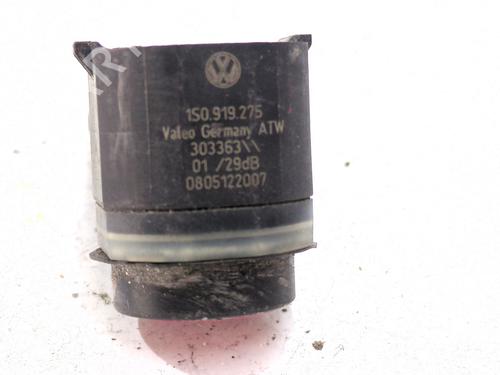 1S0.919.275
Valeo Germany ATW
303363\\
01 /29dB
0805122007